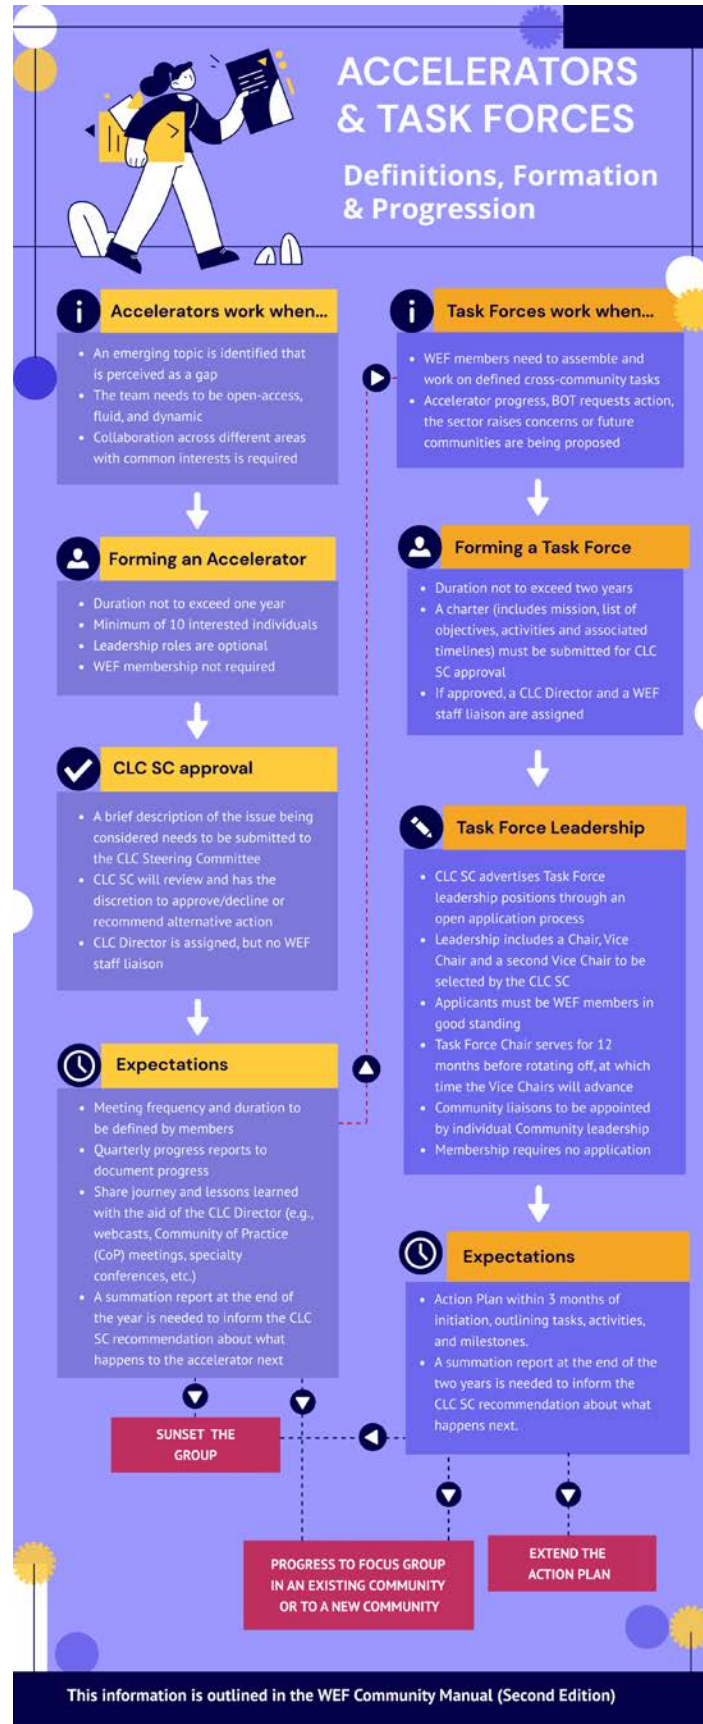 ACCELERATORS
& TASK FORCES
Definitions, Formation
& Progression
Accelerators work when...
• An emerging topic is identified that
is perceived as a gap
• The team needs to be open-access,
fluid, and dynamic
• Collaboration across different areas
with common interests is required
Forming an Accelerator
• Duration not to exceed one year
• Minimum of 10 interested individuals
• Leadership roles are optional
• WEF membership not required
CLC SC approval
• A brief description of the issue being
considered needs to be submitted to
the CLC Steering Committee
• CLC SC will review and has the
discretion to approve/decline or
recommend alternative action
• CLC Director is assigned, but no WEF
staff liaison
Expectations
• Meeting frequency and duration to
be defined by members
• Quarterly progress reports to
document progress
• Share journey and lessons learned
with the aid of the CLC Director (e.g.,
webcasts, Community of Practice
(CoP) meetings, specialty
conferences, etc.)
• A summation report at the end of
the year is needed to inform the CLC
SC recommendation about what
happens to the accelerator next
Task Forces work when...
• WEF members need to assemble and
work on defined cross-community tasks
• Accelerator progress, BOT requests action,
the sector raises concerns or future
communities are being proposed
Forming a Task Force
• Duration not to exceed two years
• A charter (includes mission, list of
objectives, activities and associated
timelines) must be submitted for CLC
SC approval
• If approved, a CLC Director and a WEF
staff liaison are assigned
Task Force Leadership
• CLC SC advertises Task Force
leadership positions through an
open application process
• Leadership includes a Chair, Vice
Chair and a second Vice Chair to be
selected by the CLC SC
• Applicants must be WEF members in
good standing
• Task Force Chair serves for 12
months before rotating off, at which
time the Vice Chairs will advance
• Community liaisons to be appointed
by individual Community leadership
• Membership requires no application
Expectations
• Action Plan within 3 months of
initiation, outlining tasks, activities,
and milestones.
• A summation report at the end of the
two years is needed to inform the
CLC SC recommendation about what
happens next.
SUNSET THE
GROUP
PROGRESS TO FOCUS GROUP
IN AN EXISTING COMMUNITY
OR TO A NEW COMMUNITY
EXTEND THE
ACTION PLAN
This information is outlined in the WEF Community Manual (Second Edition)